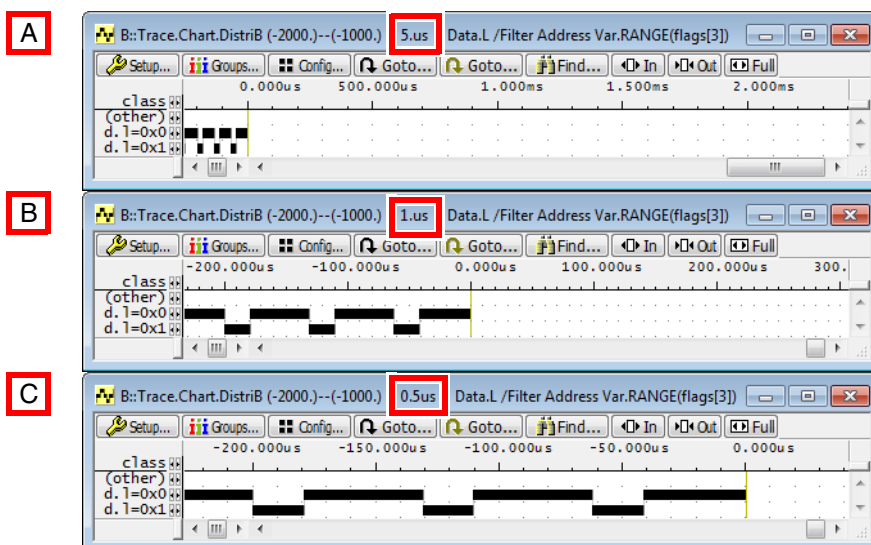 A
B::Trace.Chart.DistriB (-2000.)--(-1000.) 5.us Data.L /Filter Address Var.RANGE(flags[3])
Setup... Groups... Config... Goto... Goto... Find... In Out Full
0.000us 500.000us 1.000ms 1.500ms 2.000ms
class
(other)
d.l=0x0
d.l=0x1
B
B::Trace.Chart.DistriB (-2000.)--(-1000.) 1.us Data.L /Filter Address Var.RANGE(flags[3])
Setup... Groups... Config... Goto... Goto... Find... In Out Full
-200.000us -100.000us 0.000us 100.000us 200.000us 300.
class
(other)
d.l=0x0
d.l=0x1
C
B::Trace.Chart.DistriB (-2000.)--(-1000.) 0.5us Data.L /Filter Address Var.RANGE(flags[3])
Setup... Groups... Config... Goto... Goto... Find... In Out Full
-200.000us -150.000us -100.000us -50.000us 0.000us
class
(other)
d.l=0x0
d.l=0x1